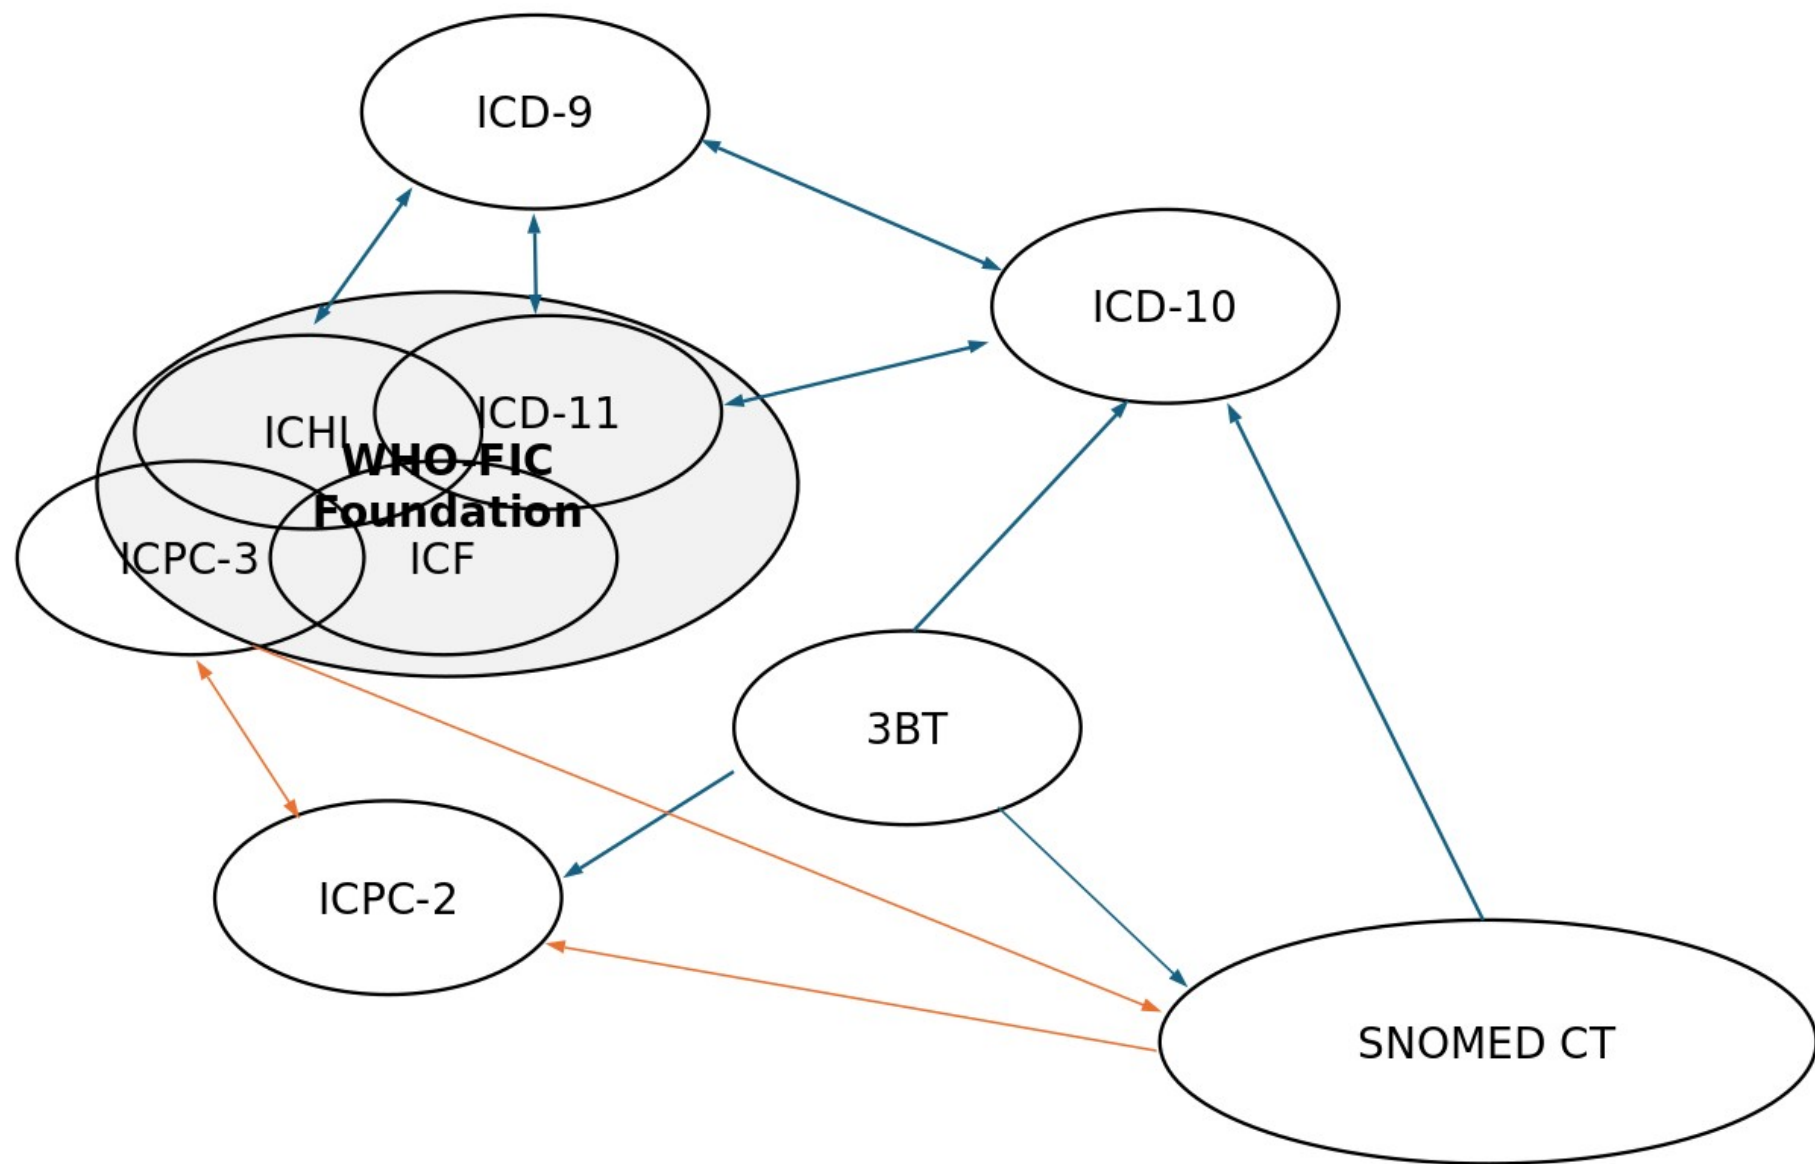 ICD-9
ICD-10
ICD-11
ICHI
WHO-FIC
Foundation
ICPC-3
ICF
3BT
ICPC-2
SNOMED CT